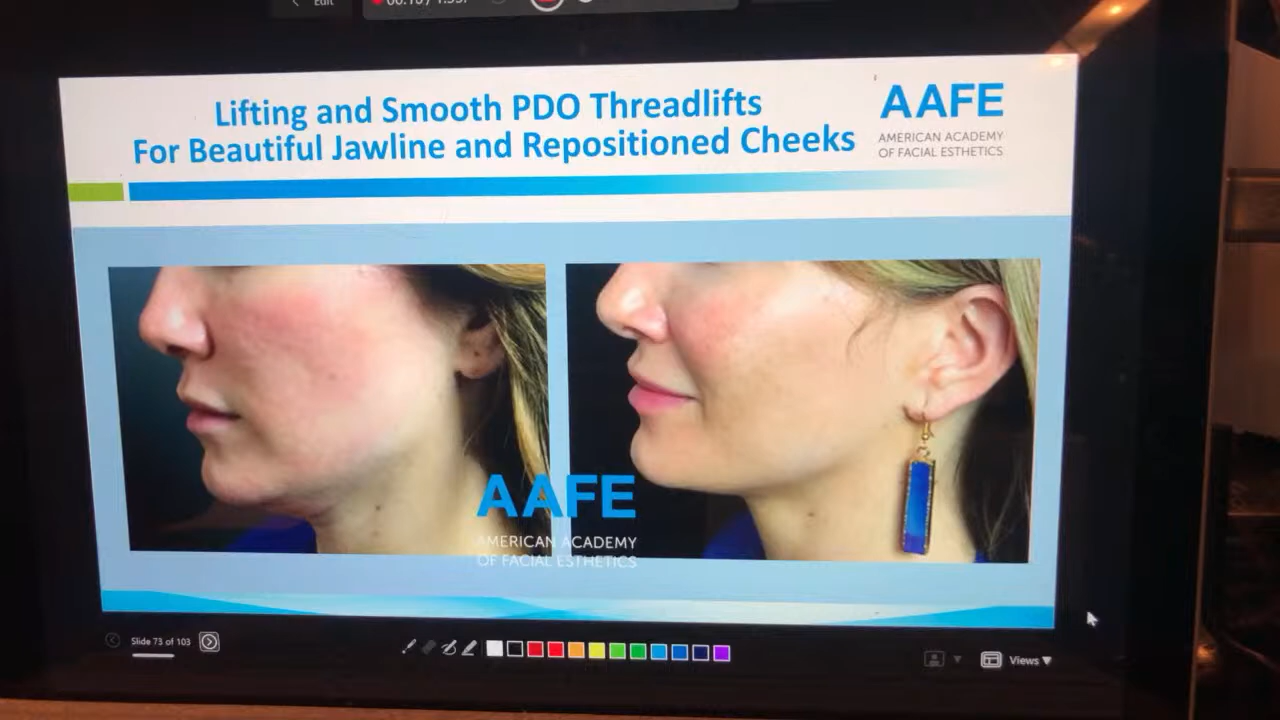 Edit
Lifting and Smooth PDO Threadlifts
For Beautiful Jawline and Repositioned Cheeks
AAFE
AMERICAN ACADEMY
OF FACIAL ESTHETICS
AAFE
AMERICAN ACADEMY
OF FACIAL ESTHETICS
Slide 73 of 103
Views